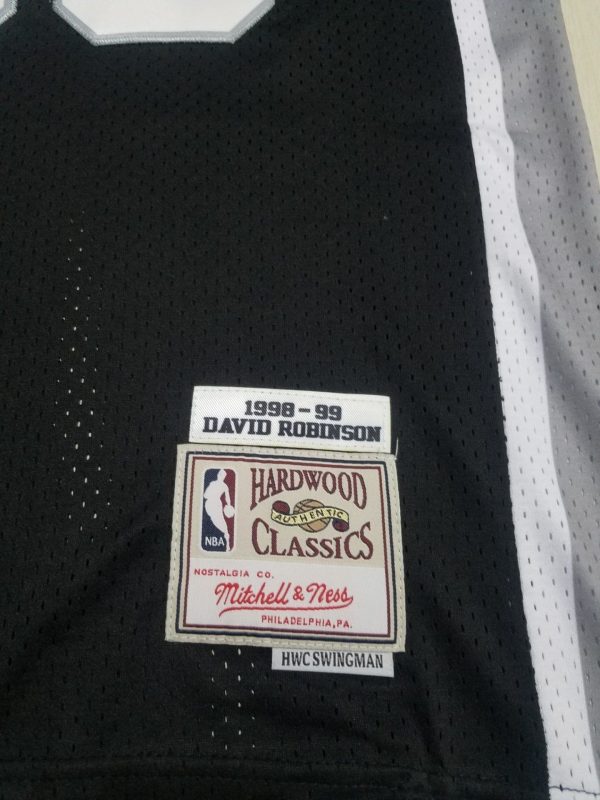 1998 - 99
DAVID ROBINSON
HARDWOOD
AUTHENTIC
CLASSICS
NBA
NOSTALGIA CO.
Mitchell & Ness
PHILADELPHIA, PA.
HWC SWINGMAN